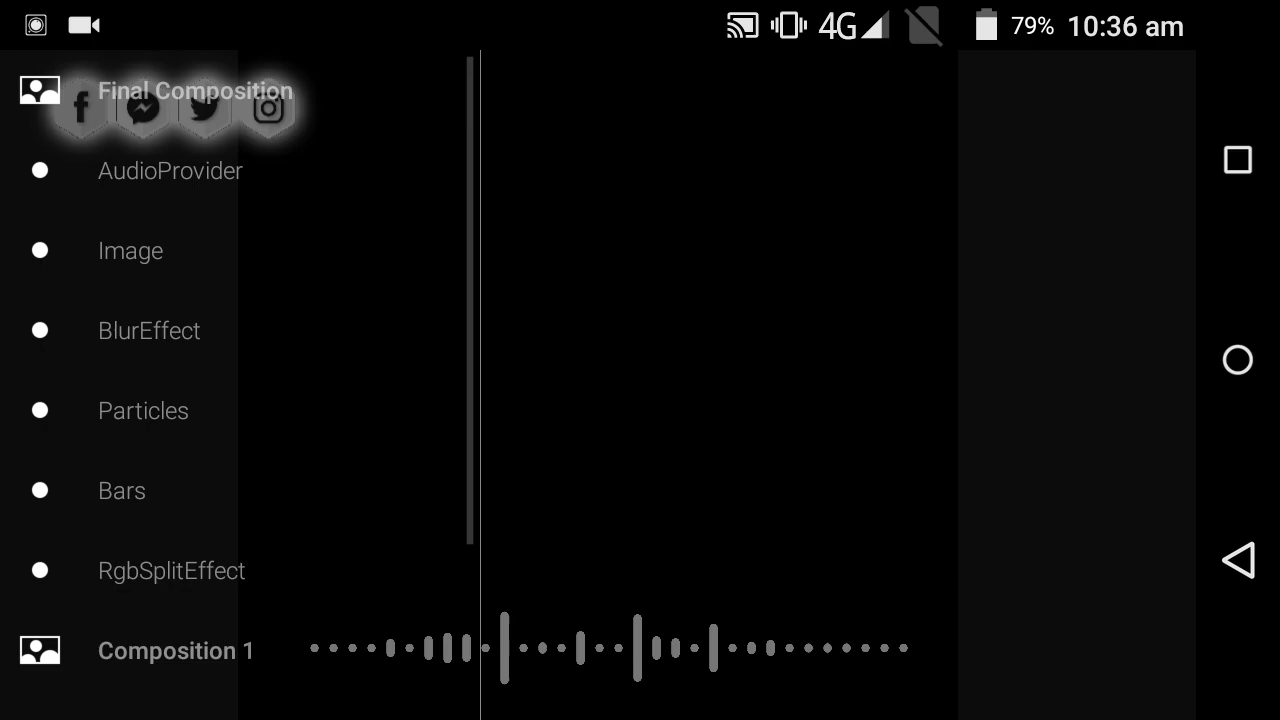 4G 79% 10:36 am
Final Composition
AudioProvider
Image
BlurEffect
Particles
Bars
RgbSplitEffect
Composition 1